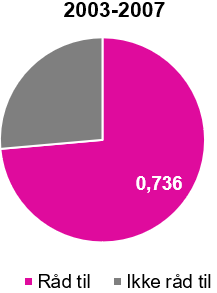 2003-2007
0,736
Råd til
Ikke råd til